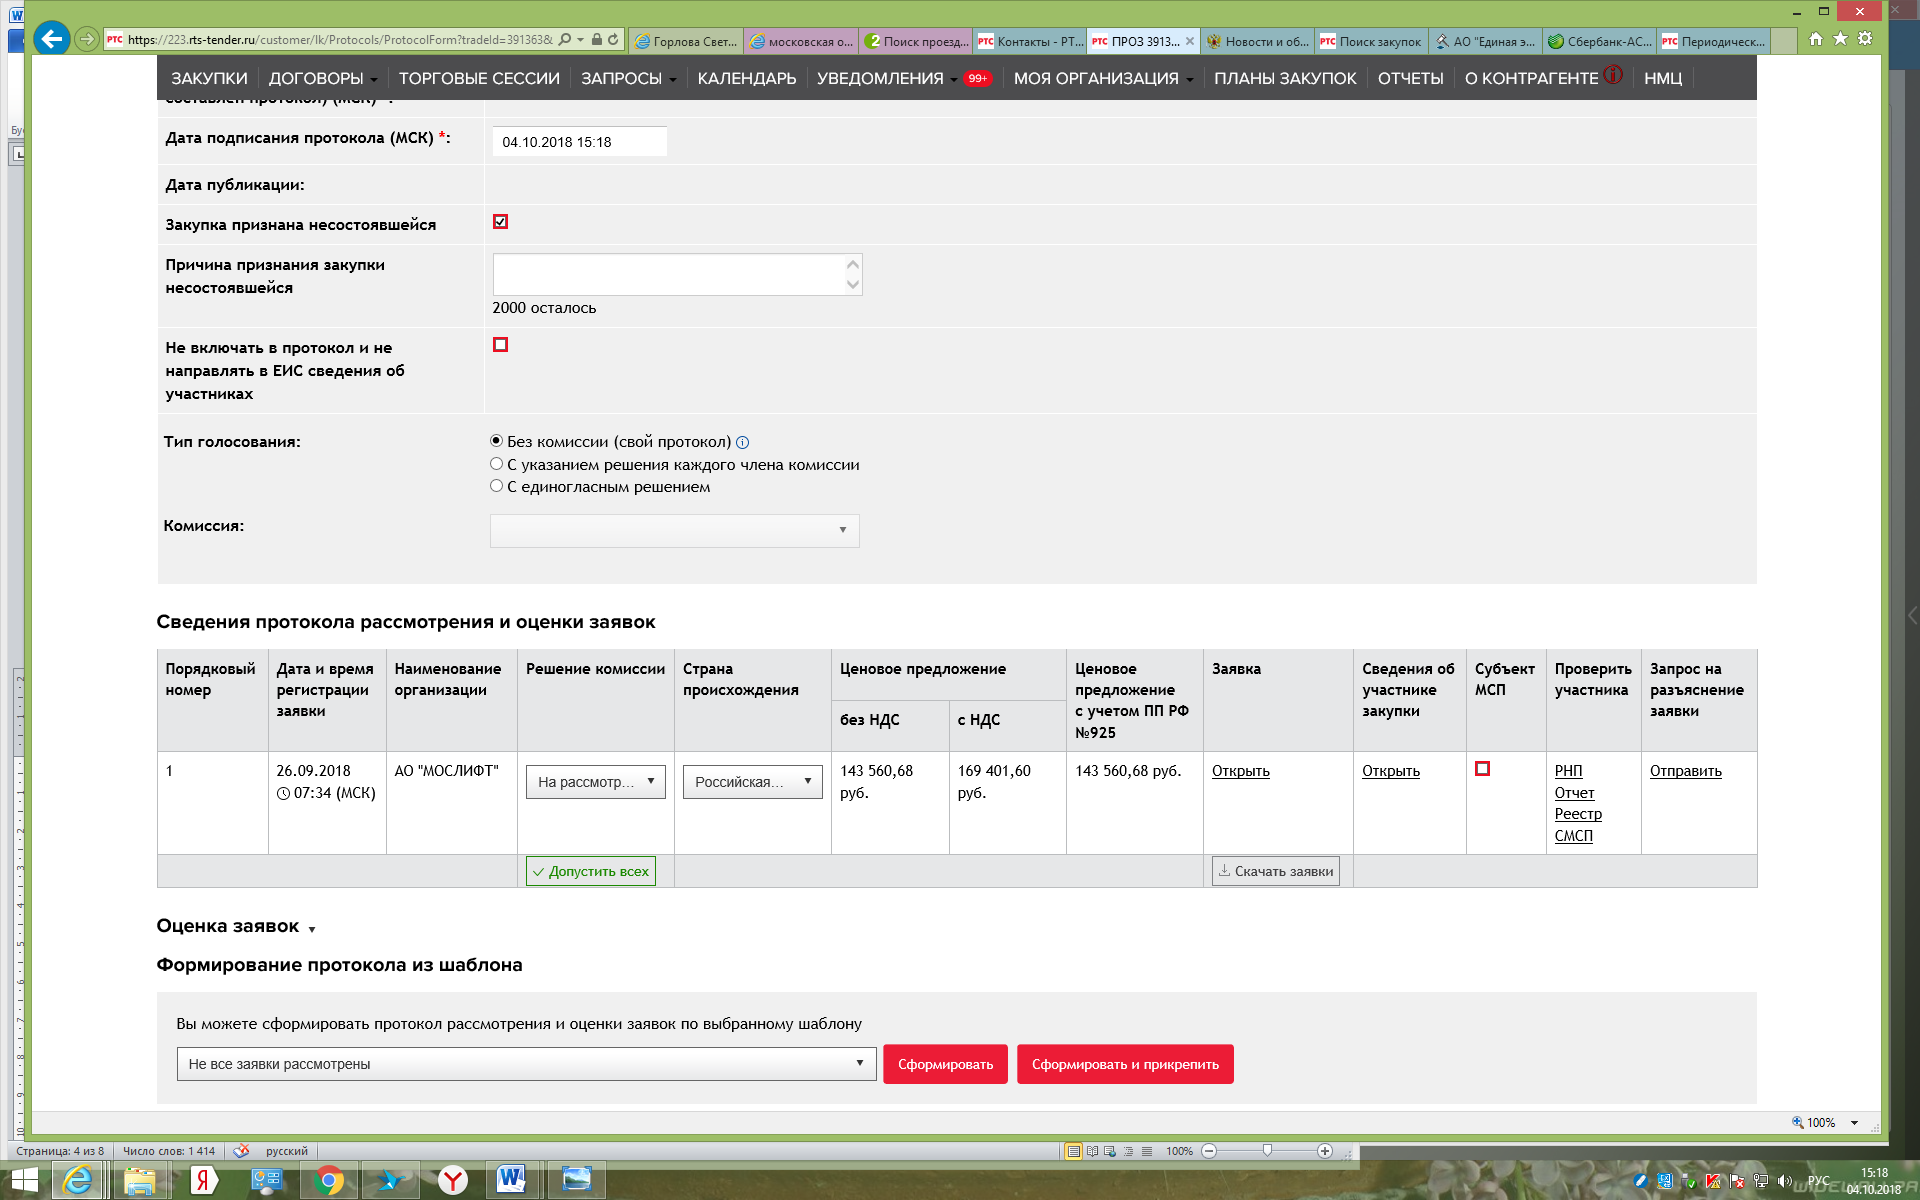 https://223.rts-tender.ru/customer/lk/Protocols/ProtocolForm?tradeId=391363&
Горлова Свет...
московская о...
Поиск проезд...
РТС Контакты - РТ...
РТС ПРОЗ 3913...
Новости и об...
РТС Поиск закупок
АО "Единая э...
Сбербанк-АС...
РТС Периодическ...
ЗАКУПКИ ДОГОВОРЫ ТОРГОВЫЕ СЕССИИ ЗАПРОСЫ КАЛЕНДАРЬ УВЕДОМЛЕНИЯ 99+ МОЯ ОРГАНИЗАЦИЯ ПЛАНЫ ЗАКУПОК ОТЧЕТЫ О КОНТРАГЕНТЕ НМЦ
составлен протокол) (МСК) :
Дата подписания протокола (МСК) *: 04.10.2018 15:18
Дата публикации:
Закупка признана несостоявшейся
Причина признания закупки
несостоявшейся
2000 осталось
Не включать в протокол и не
направлять в ЕИС сведения об
участниках
Тип голосования: Без комиссии (свой протокол)
С указанием решения каждого члена комиссии
С единогласным решением
Комиссия:
Сведения протокола рассмотрения и оценки заявок
Порядковый
номер
Дата и время
регистрации
заявки
Наименование
организации
Решение комиссии
Страна
происхождения
Ценовое предложение
без НДС
с НДС
Ценовое
предложение
с учетом ПП РФ
№925
Заявка
Сведения об
участнике
закупки
Субъект
МСП
Проверить
участника
Запрос на
разъяснение
заявки
1
26.09.2018
07:34 (МСК)
АО "МОСЛИФТ"
На рассмотр...
Российская...
143 560,68
руб.
169 401,60
руб.
143 560,68 руб.
Открыть
Открыть
РНП
Отчет
Реестр
СМСП
Отправить
Допустить всех
Скачать заявки
Оценка заявок
Формирование протокола из шаблона
Вы можете сформировать протокол рассмотрения и оценки заявок по выбранному шаблону
Не все заявки рассмотрены
Сформировать
Сформировать и прикрепить
100%
Страница: 4 из 8 Число слов: 1 414 русский 100%
РУС
15:18
04.10.2018